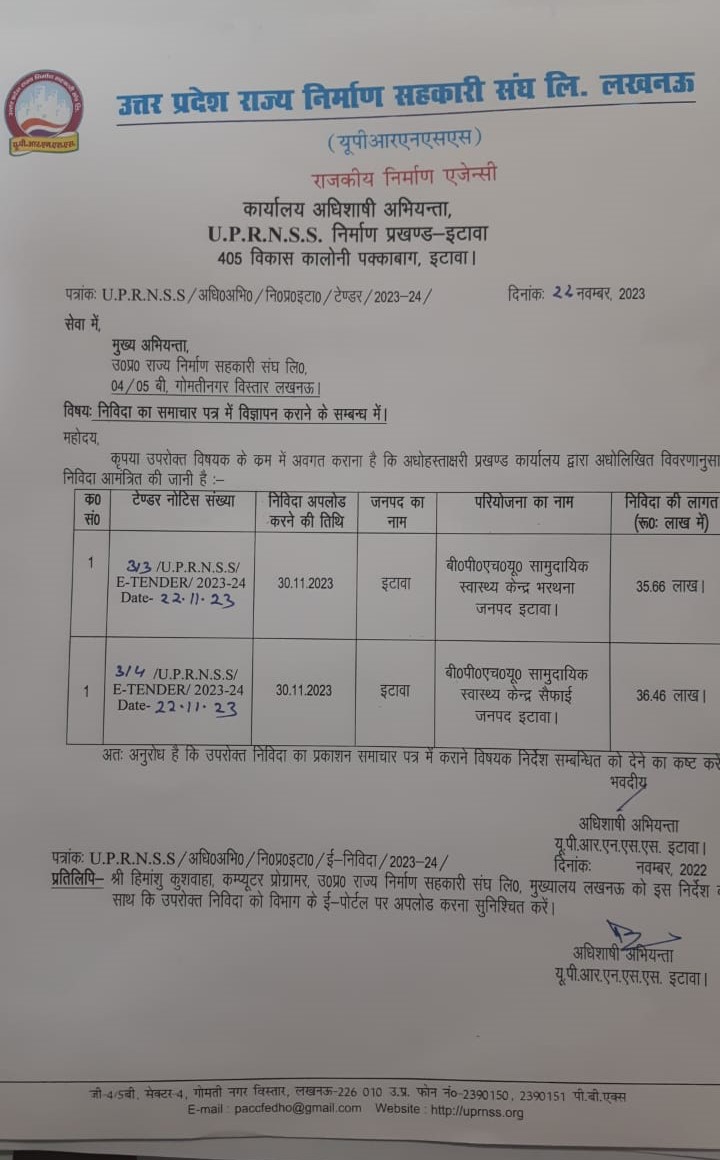 यू.पी.आर.एन.एस.एस.
उत्तर प्रदेश राज्य निर्माण सहकारी संघ लि. लखनऊ
(यूपीआरएनएसएस)
राजकीय निर्माण एजेन्सी
कार्यालय अधिशाषी अभियन्ता,
U.P.R.N.S.S. निर्माण प्रखण्ड–इटावा
405 विकास कालोनी पक्काबाग, इटावा।
पत्रांकः U.P.R.N.S.S/अधि0अभि0/नि0प्र0इटा0/टेण्डर/2023-24/ दिनांकः 22 नवम्बर, 2023
सेवा में,
मुख्य अभियन्ता,
उ0प्र0 राज्य निर्माण सहकारी संघ लि0,
04/05 बी, गोमतीनगर विस्तार लखनऊ।
विषयः निविदा का समाचार पत्र में विज्ञापन कराने के सम्बन्ध में।
महोदय,
कृपया उपरोक्त विषयक के कम में अवगत कराना है कि अधोहस्ताक्षरी प्रखण्ड कार्यालय द्वारा अधोलिखित विवरणानुसा
निविदा आमंत्रित की जानी है :–
क0 सं0 टेण्डर नोटिस संख्या निविदा अपलोड करने की तिथि जनपद का नाम परियोजना का नाम निविदा की लागत (रू0ः लाख में)
1 313 /U.P.R.N.S.S/ E-TENDER/ 2023-24 Date- 22.11.23 30.11.2023 इटावा बी0पी0एच0यू0 सामुदायिक स्वास्थ्य केन्द्र भरथना जनपद इटावा। 35.66 लाख।
1 314 /U.P.R.N.S.S/ E-TENDER/ 2023-24 Date- 22.11.23 30.11.2023 इटावा बी0पी0एच0यू0 सामुदायिक स्वास्थ्य केन्द्र सैफाई जनपद इटावा। 36.46 लाख।
अतः अनुरोध है कि उपरोक्त निविदा का प्रकाशन समाचार पत्र में कराने विषयक निर्देश सम्बन्धित को देने का कष्ट करें
भवदीय
अधिशाषी अभियन्ता
यू.पी.आर.एन.एस.एस. इटावा।
पत्रांकः U.P.R.N.S.S/अधि0अभि0/नि0प्र0इटा0/ई-निविदा/2023-24/ दिनांकः नवम्बर, 2022
प्रतिलिपि– श्री हिमांशु कुशवाहा, कम्प्यूटर प्रोग्रामर, उ0प्र0 राज्य निर्माण सहकारी संघ लि0, मुख्यालय लखनऊ को इस निर्देश
साथ कि उपरोक्त निविदा को विभाग के ई–पोर्टल पर अपलोड करना सुनिश्चित करें।
अधिशाषी अभियन्ता
यू.पी.आर.एन.एस.एस. इटावा।
जी-4/5बी, सेक्टर-4, गोमती नगर विस्तार, लखनऊ-226 010 उ.प्र. फोन नं०-2390150, 2390151 पी.बी.एक्स
E-mail : paccfedho@gmail.com Website : http://uprnss.org